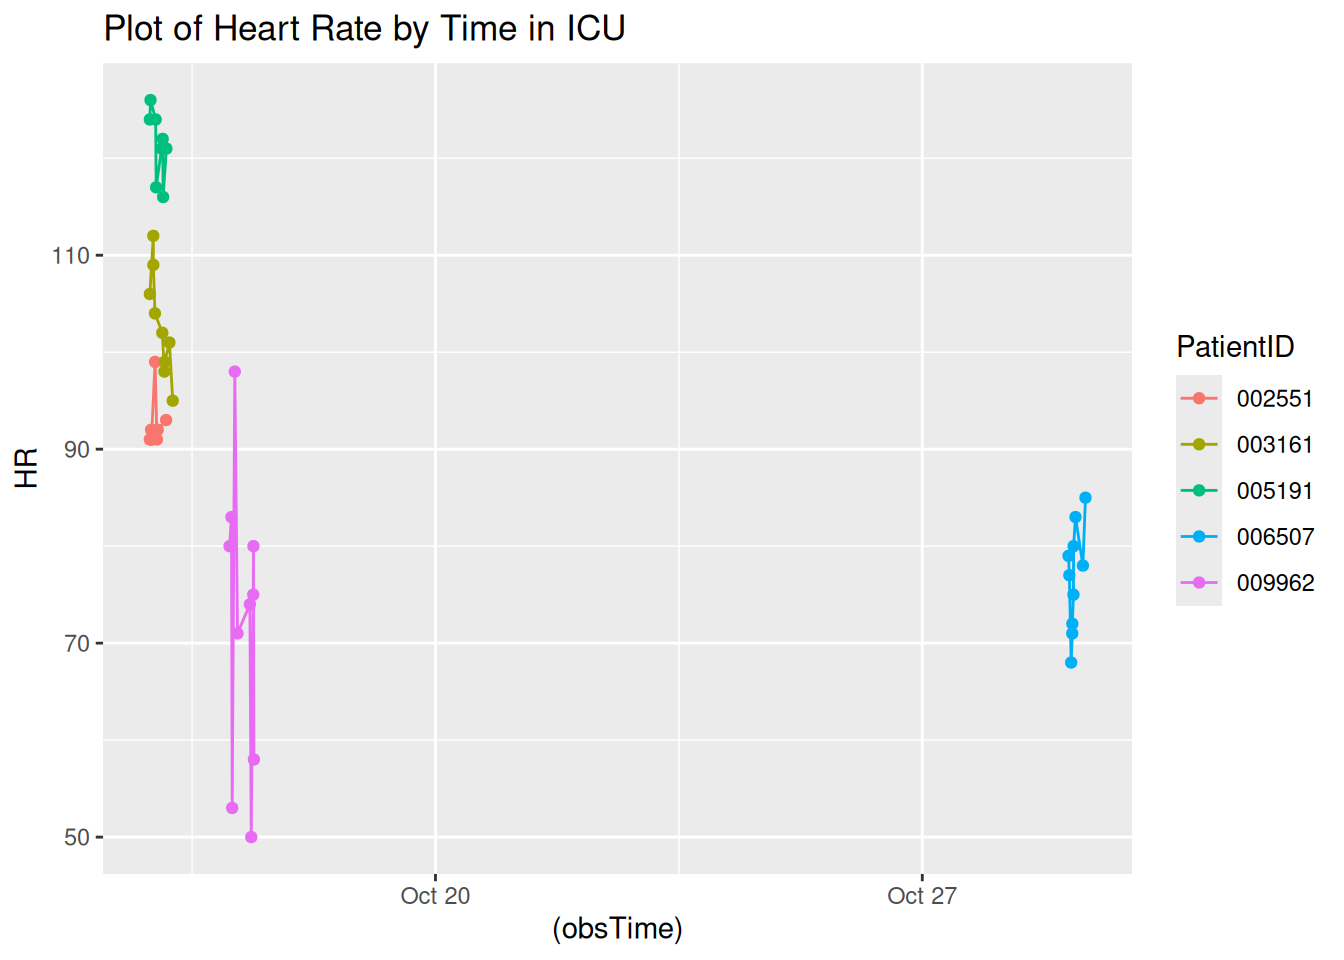 Plot of Heart Rate by Time in ICU
HR
110
90
70
50
Oct 20
Oct 27
(obsTime)
PatientID
002551
003161
005191
006507
009962